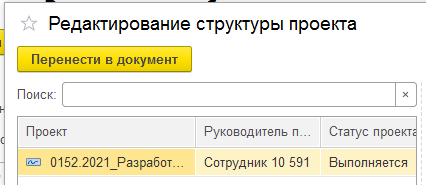 Редактирование структуры проекта
Перенести в документ
Поиск:
Проект Руководитель п... Статус проекта
0152.2021_Разработ... Сотрудник 10 591 Выполняется